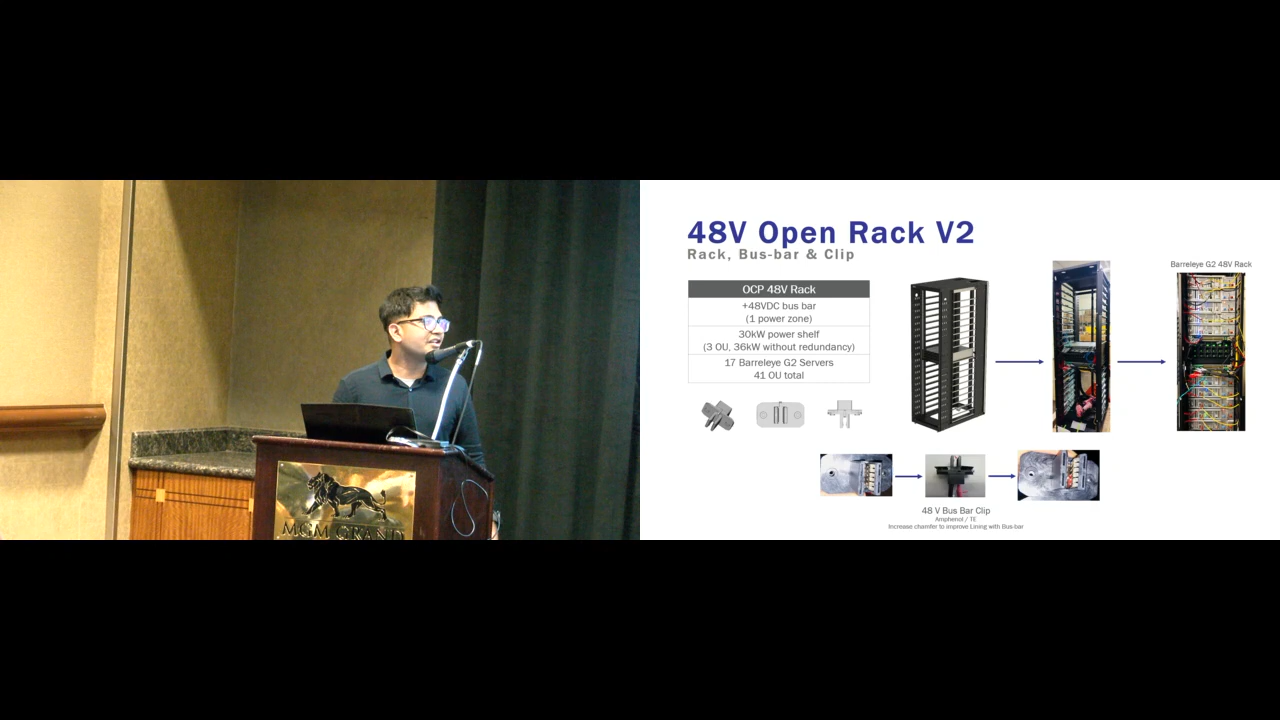 48V Open Rack V2
Rack, Bus-bar & Clip
OCP 48V Rack
+48VDC bus bar
(1 power zone)
30kW power shelf
(3 OU, 36kW without redundancy)
17 Barreleye G2 Servers
41 OU total
Barreleye G2 48V Rack
48 V Bus Bar Clip
Amphenol / TE
Increase chamfer to improve Lining with Bus-bar
MGM GRAND